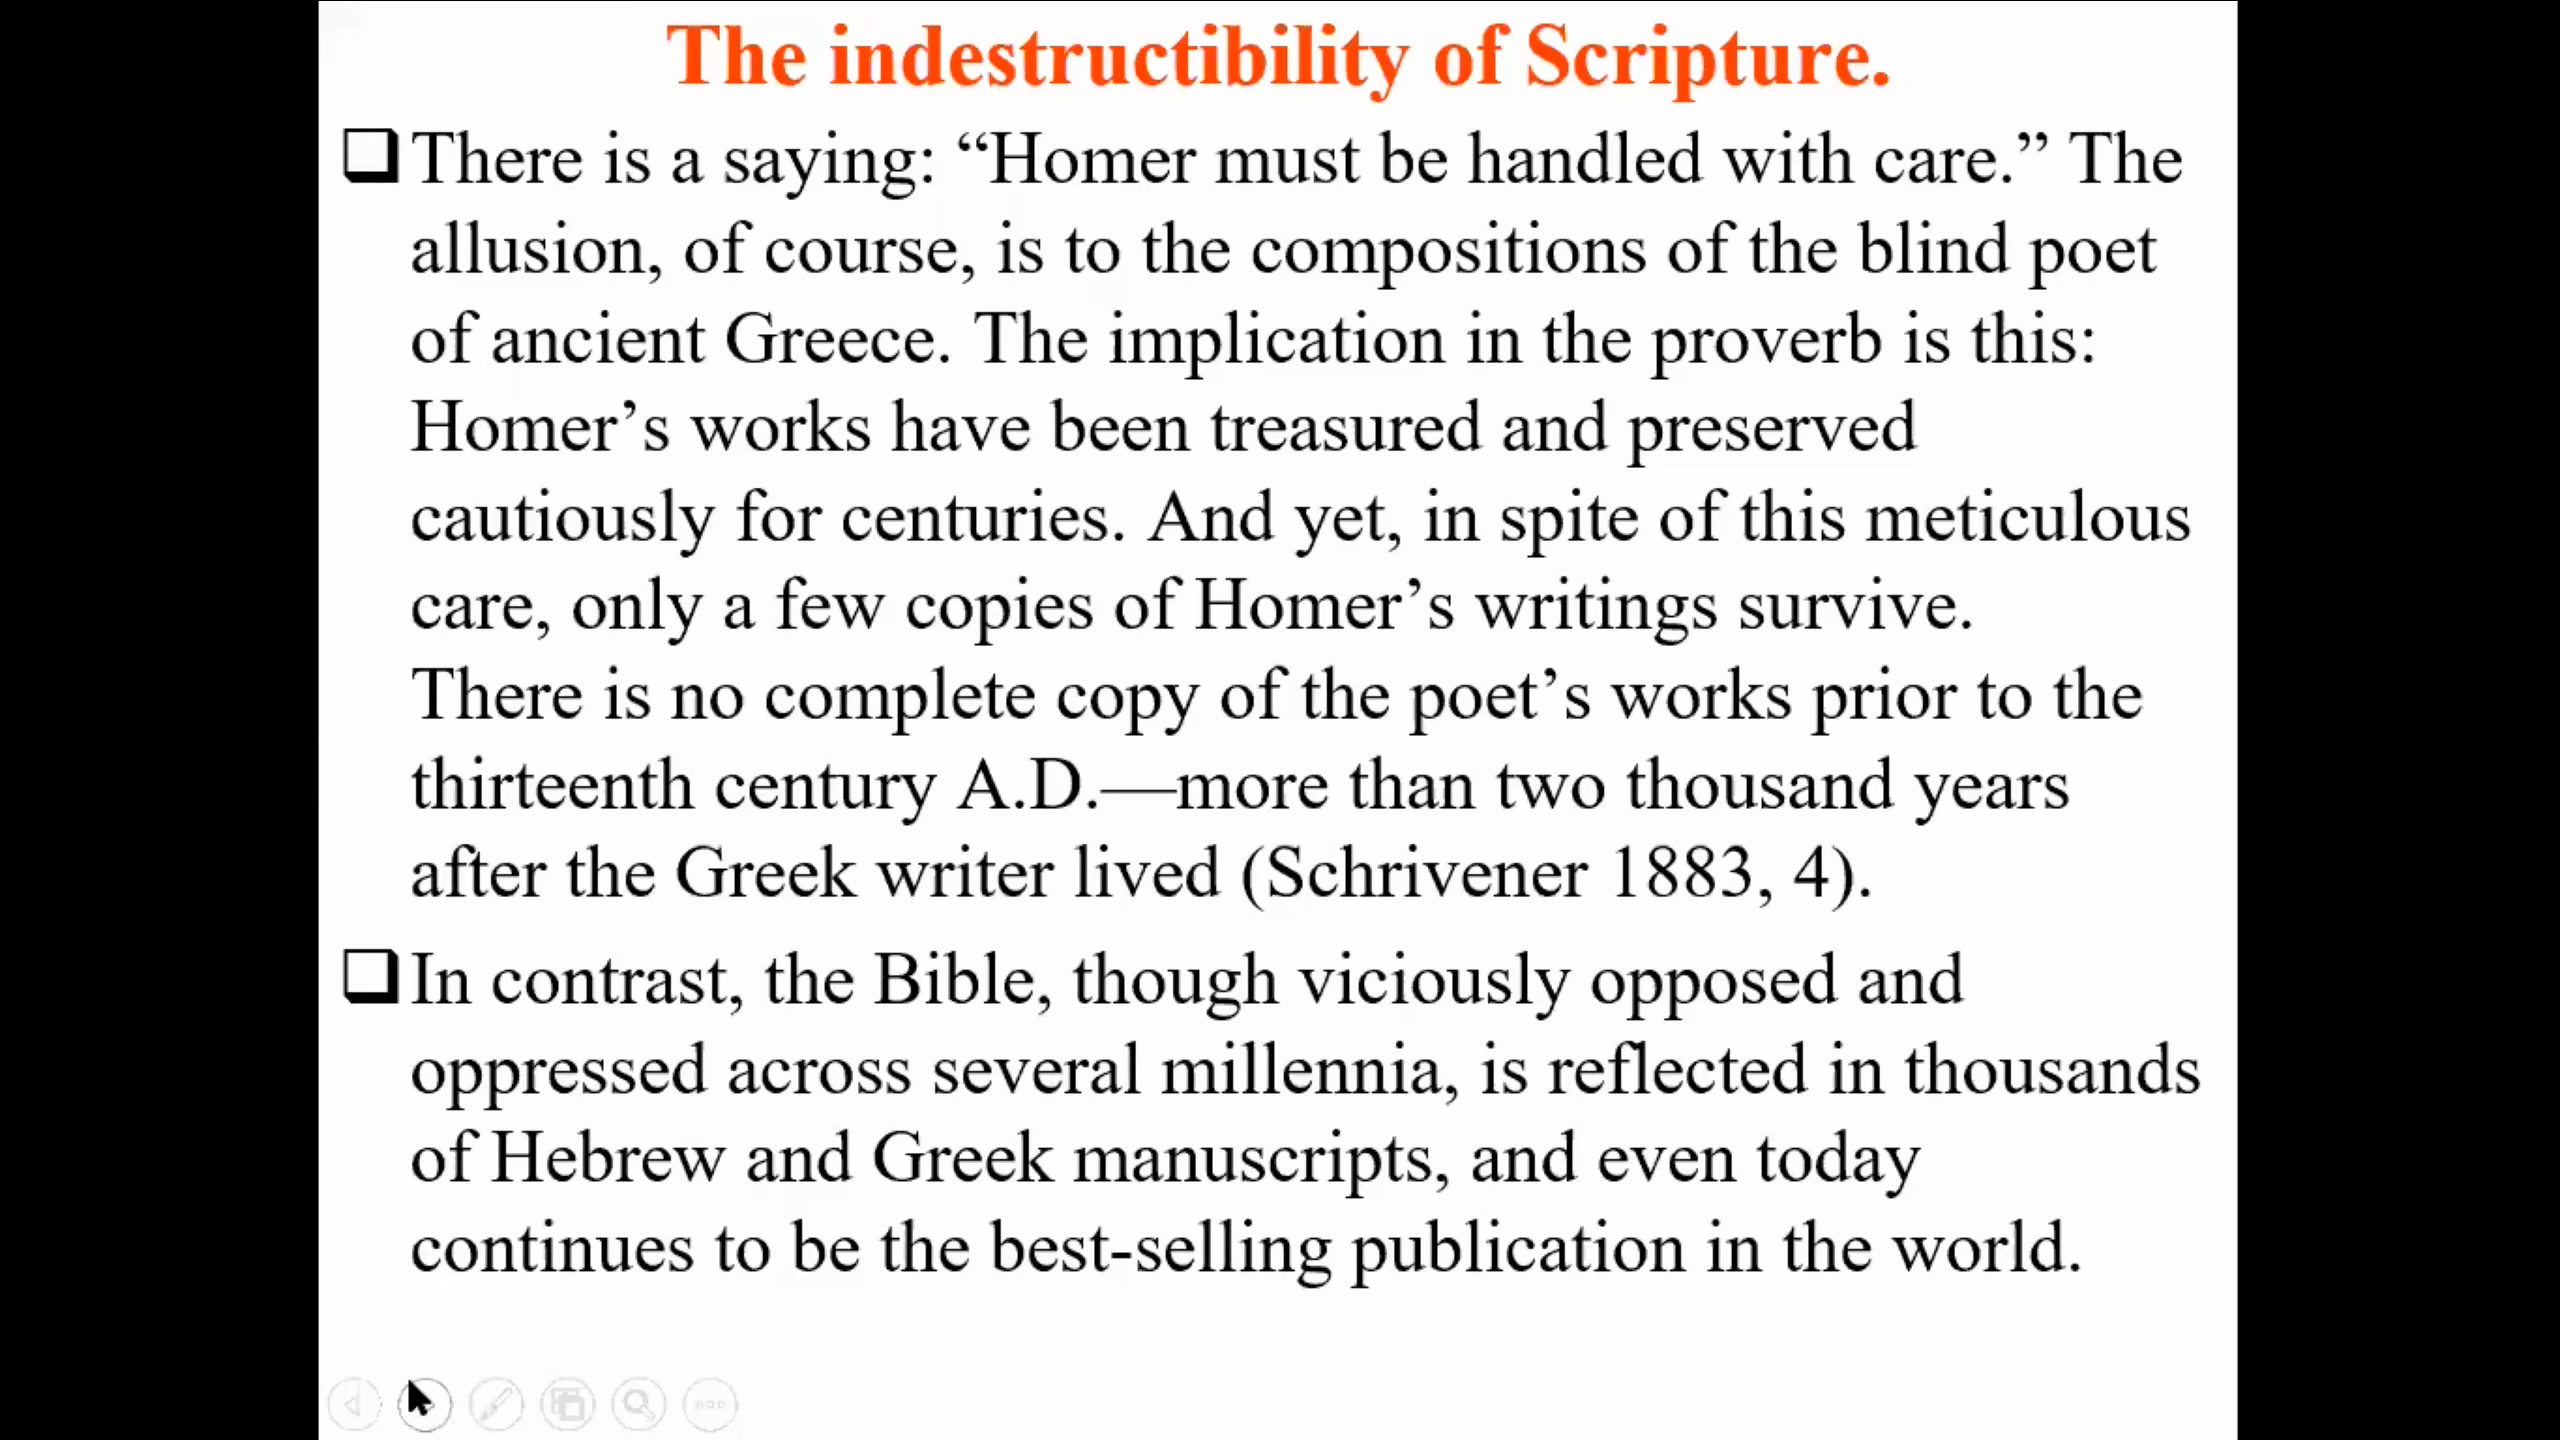 The indestructibility of Scripture.
There is a saying: “Homer must be handled with care.” The
allusion, of course, is to the compositions of the blind poet
of ancient Greece. The implication in the proverb is this:
Homer’s works have been treasured and preserved
cautiously for centuries. And yet, in spite of this meticulous
care, only a few copies of Homer’s writings survive.
There is no complete copy of the poet’s works prior to the
thirteenth century A.D.—more than two thousand years
after the Greek writer lived (Schrivener 1883, 4).
In contrast, the Bible, though viciously opposed and
oppressed across several millennia, is reflected in thousands
of Hebrew and Greek manuscripts, and even today
continues to be the best-selling publication in the world.